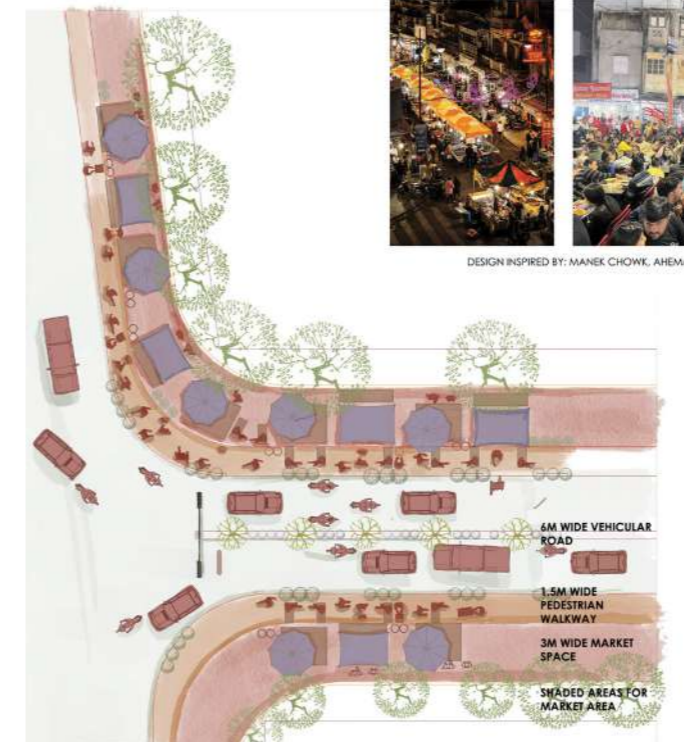 DESIGN INSPIRED BY: MANEK CHOWK,
6M WIDE VEHICULAR
ROAD
1.5M WIDE
PEDESTRIAN
WALKWAY
3M WIDE MARKET
SPACE
SHADED AREAS FOR
MARKET AREA